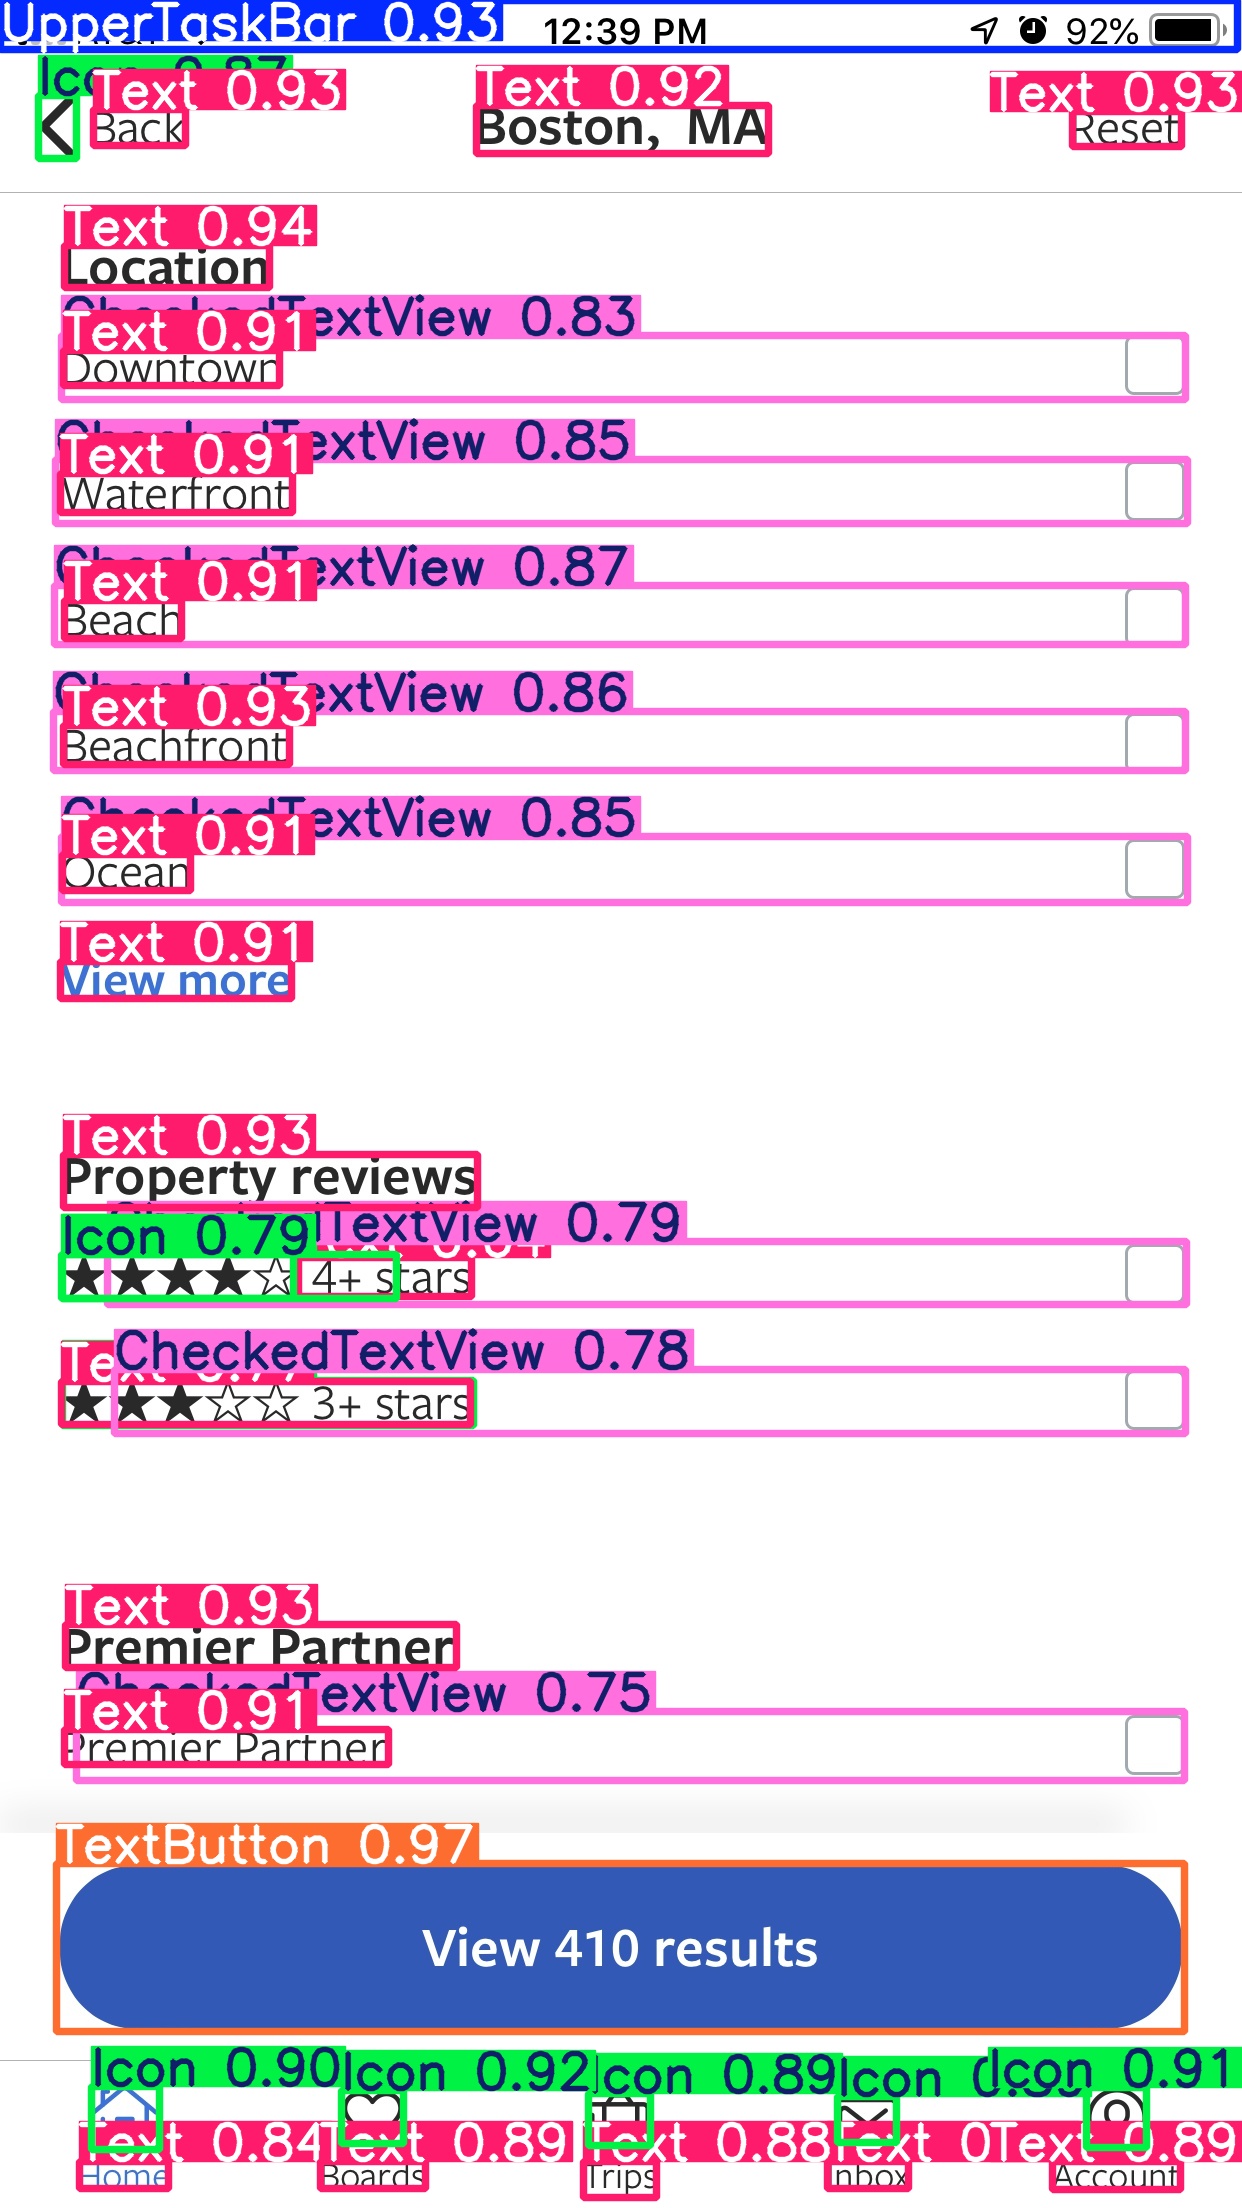 UpperTaskBar 0.93 12:39 PM 92%
Icon 0.87
Text 0.93 Text 0.92 Text 0.93
Back Boston, MA Reset
Text 0.94
Location
CheckedTextView 0.83
Text 0.91
Downtown
CheckedTextView 0.85
Text 0.91
Waterfront
CheckedTextView 0.87
Text 0.91
Beach
CheckedTextView 0.86
Text 0.93
Beachfront
CheckedTextView 0.85
Text 0.91
Ocean
Text 0.91
View more
Text 0.93
Property reviews
CheckedTextView 0.79
Icon 0.79
★★★★☆ 4+ stars
CheckedTextView 0.78
★★★☆☆ 3+ stars
Text 0.93
Premier Partner
CheckedTextView 0.75
Text 0.91
Premier Partner
TextButton 0.97
View 410 results
Icon 0.90 Icon 0.92 Icon 0.89 Icon Icon 0.91
Text 0.84 Text 0.89 Text 0.88 Text Text 0.89
Home Boards Trips Inbox Account